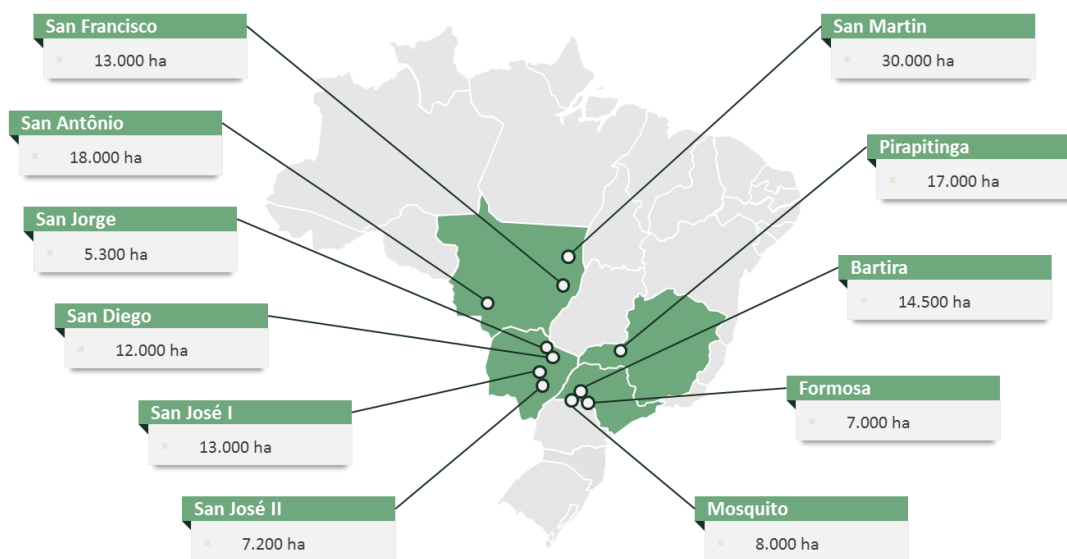 San Francisco
13.000 ha
San Antônio
18.000 ha
San Jorge
5.300 ha
San Diego
12.000 ha
San José I
13.000 ha
San José II
7.200 ha
San Martin
30.000 ha
Pirapitinga
17.000 ha
Bartira
14.500 ha
Formosa
7.000 ha
Mosquito
8.000 ha